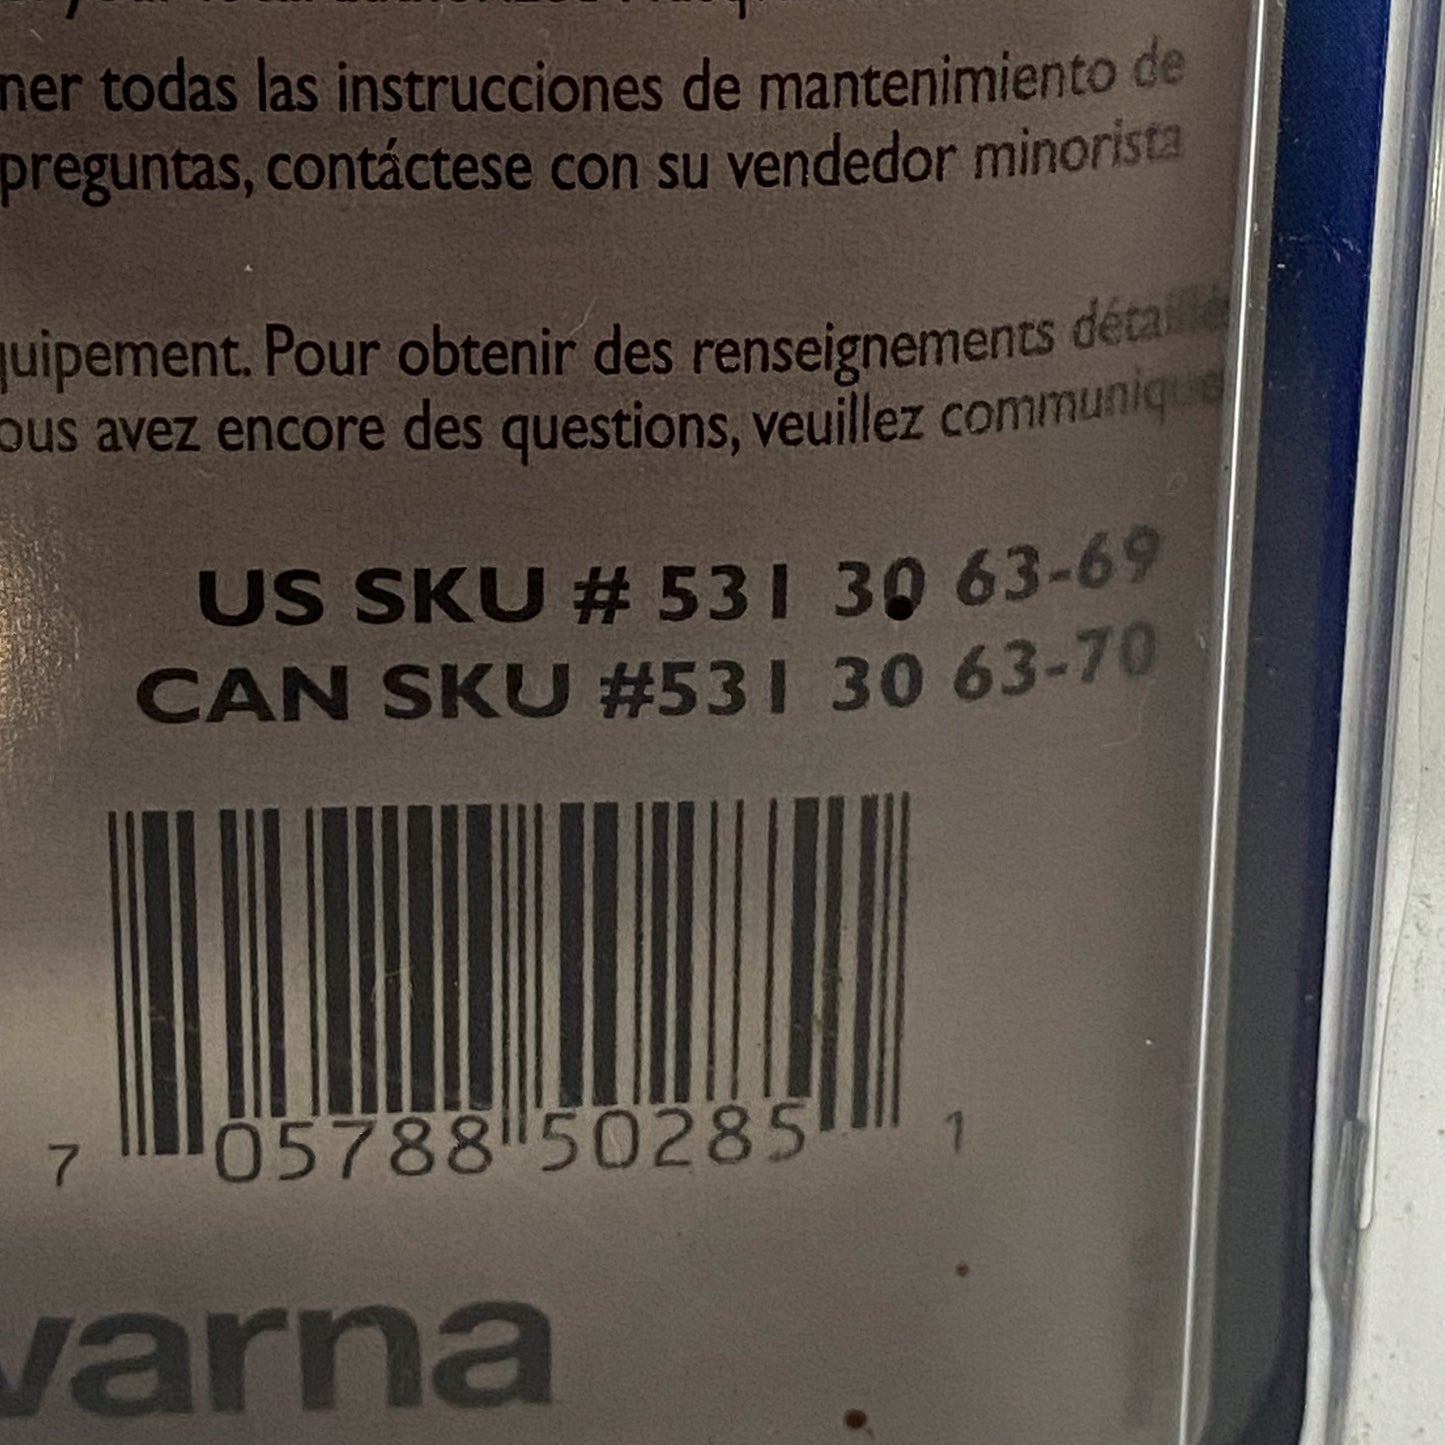 ner todas las instrucciones de mantenimiento de
preguntas, contáctese con su vendedor minorista
quipement. Pour obtenir des renseignements détaillé
ous avez encore des questions, veuillez communique
US SKU # 531 30 63-69
CAN SKU #531 30 63-70
7 05788 50285 1
varna